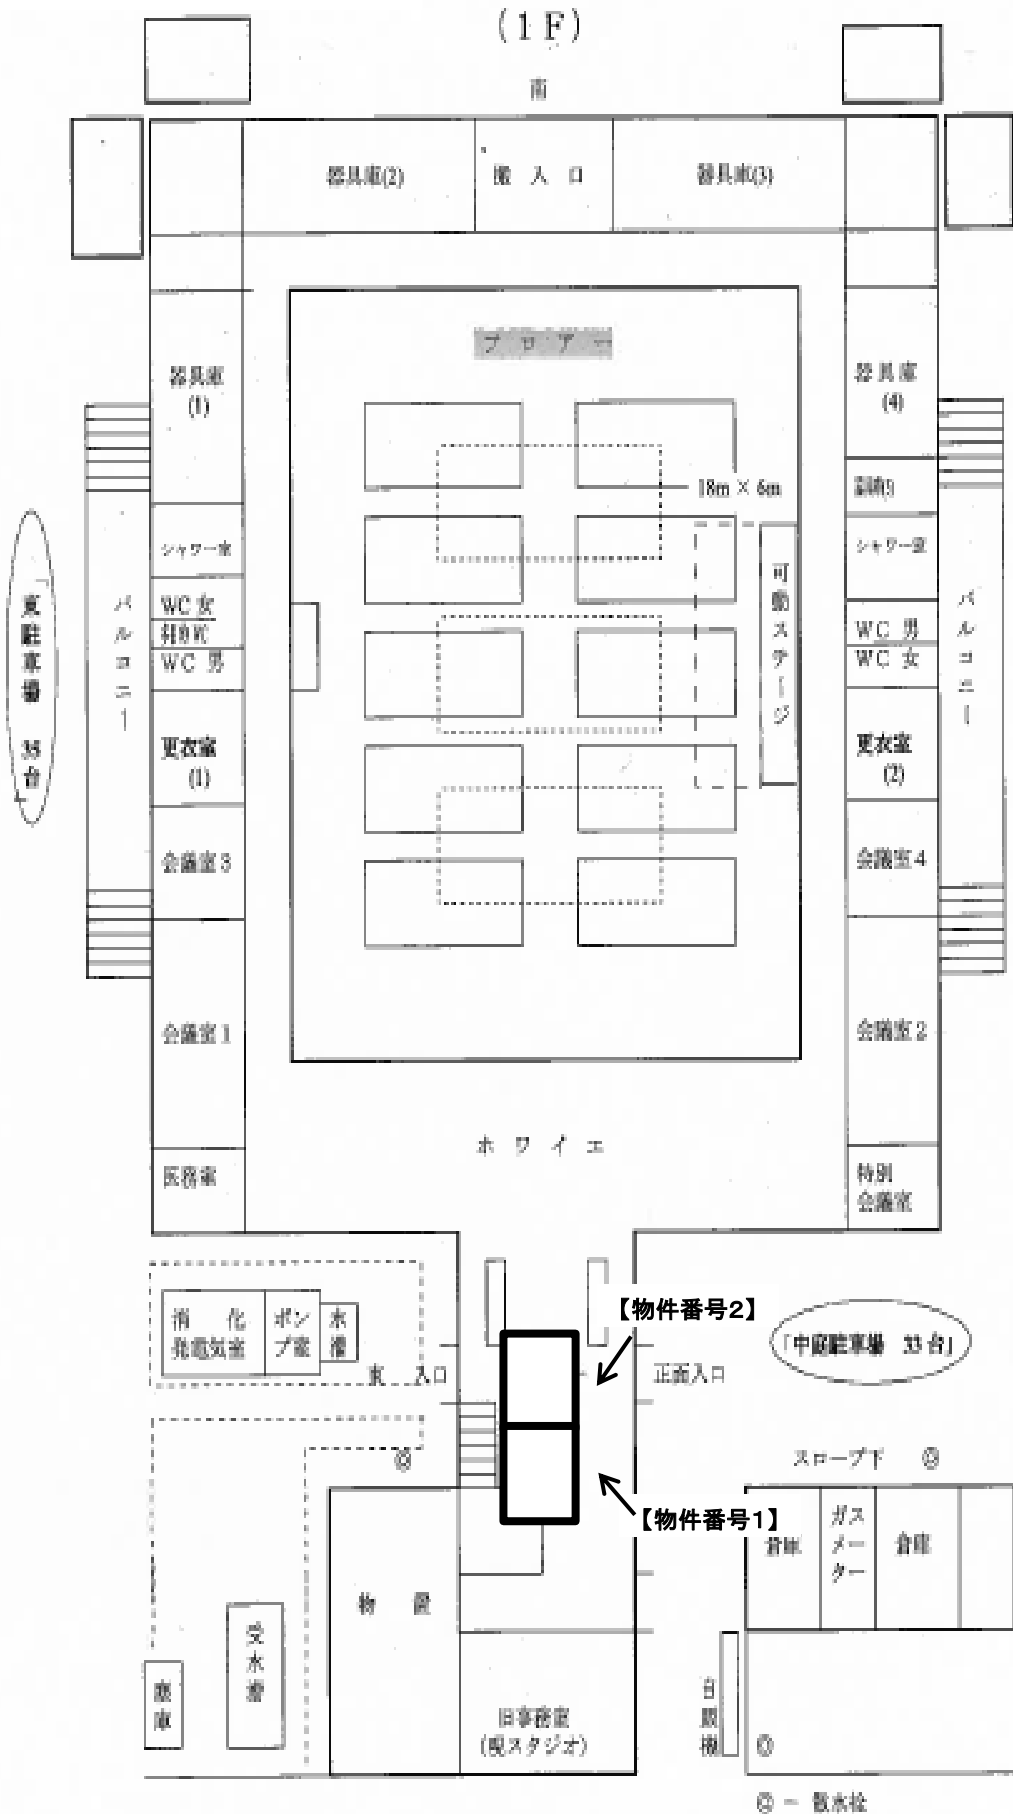 (1F)
南
器具庫(2)
搬入口
器具庫(3)
フロアー
器具庫
(1)
器具庫
(4)
18m × 6m
シャワー室
シャワー室
可動ステージ
東駐車場 35台
バルコニー
WC 女
WC 男
WC 男
WC 女
バルコニー
更衣室
(1)
更衣室
(2)
会議室3
会議室4
会議室1
会議室2
ホワイエ
医務室
特別
会議室
【物件番号2】
消化
発電気室
ポン
プ室
水槽
「中庭駐車場 33台」
東 入口
正面入口
スロープ下 ◎
◎
【物件番号1】
倉庫
ガス
メー
ター
倉庫
物置
受水槽
塵庫
旧事務室
(現スタジオ)
自販機
◎
◎ － 散水栓